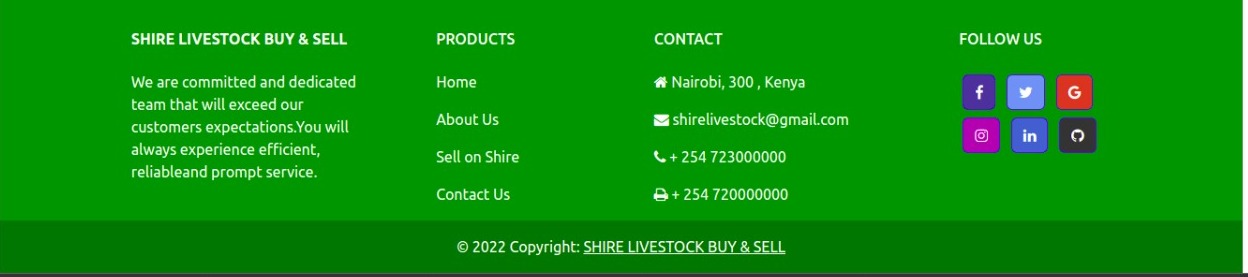 SHIRE LIVESTOCK BUY & SELL
We are committed and dedicated
team that will exceed our
customers expectations.You will
always experience efficient,
reliableand prompt service.
PRODUCTS
Home
About Us
Sell on Shire
Contact Us
CONTACT
Nairobi, 300 , Kenya
shirelivestock@gmail.com
+ 254 723000000
+ 254 720000000
FOLLOW US
© 2022 Copyright: SHIRE LIVESTOCK BUY & SELL